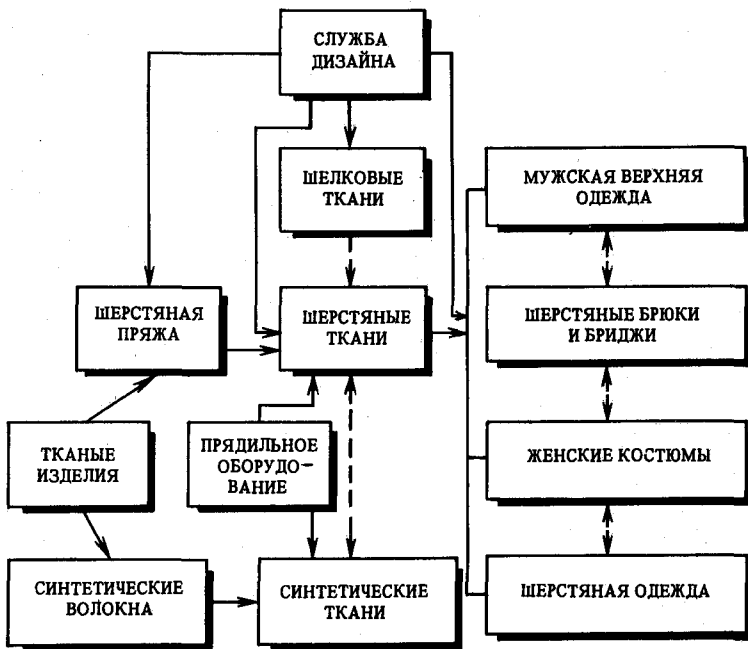 СЛУЖБА
ДИЗАЙНА
ШЕЛКОВЫЕ
ТКАНИ
МУЖСКАЯ ВЕРХНЯЯ
ОДЕЖДА
ШЕРСТЯНАЯ
ПРЯЖА
ШЕРСТЯНЫЕ
ТКАНИ
ШЕРСТЯНЫЕ БРЮКИ
И БРИДЖИ
ТКАНЫЕ
ИЗДЕЛИЯ
ПРЯДИЛЬНОЕ
ОБОРУДО-
ВАНИЕ
ЖЕНСКИЕ КОСТЮМЫ
СИНТЕТИЧЕСКИЕ
ВОЛОКНА
СИНТЕТИЧЕСКИЕ
ТКАНИ
ШЕРСТЯНАЯ ОДЕЖДА